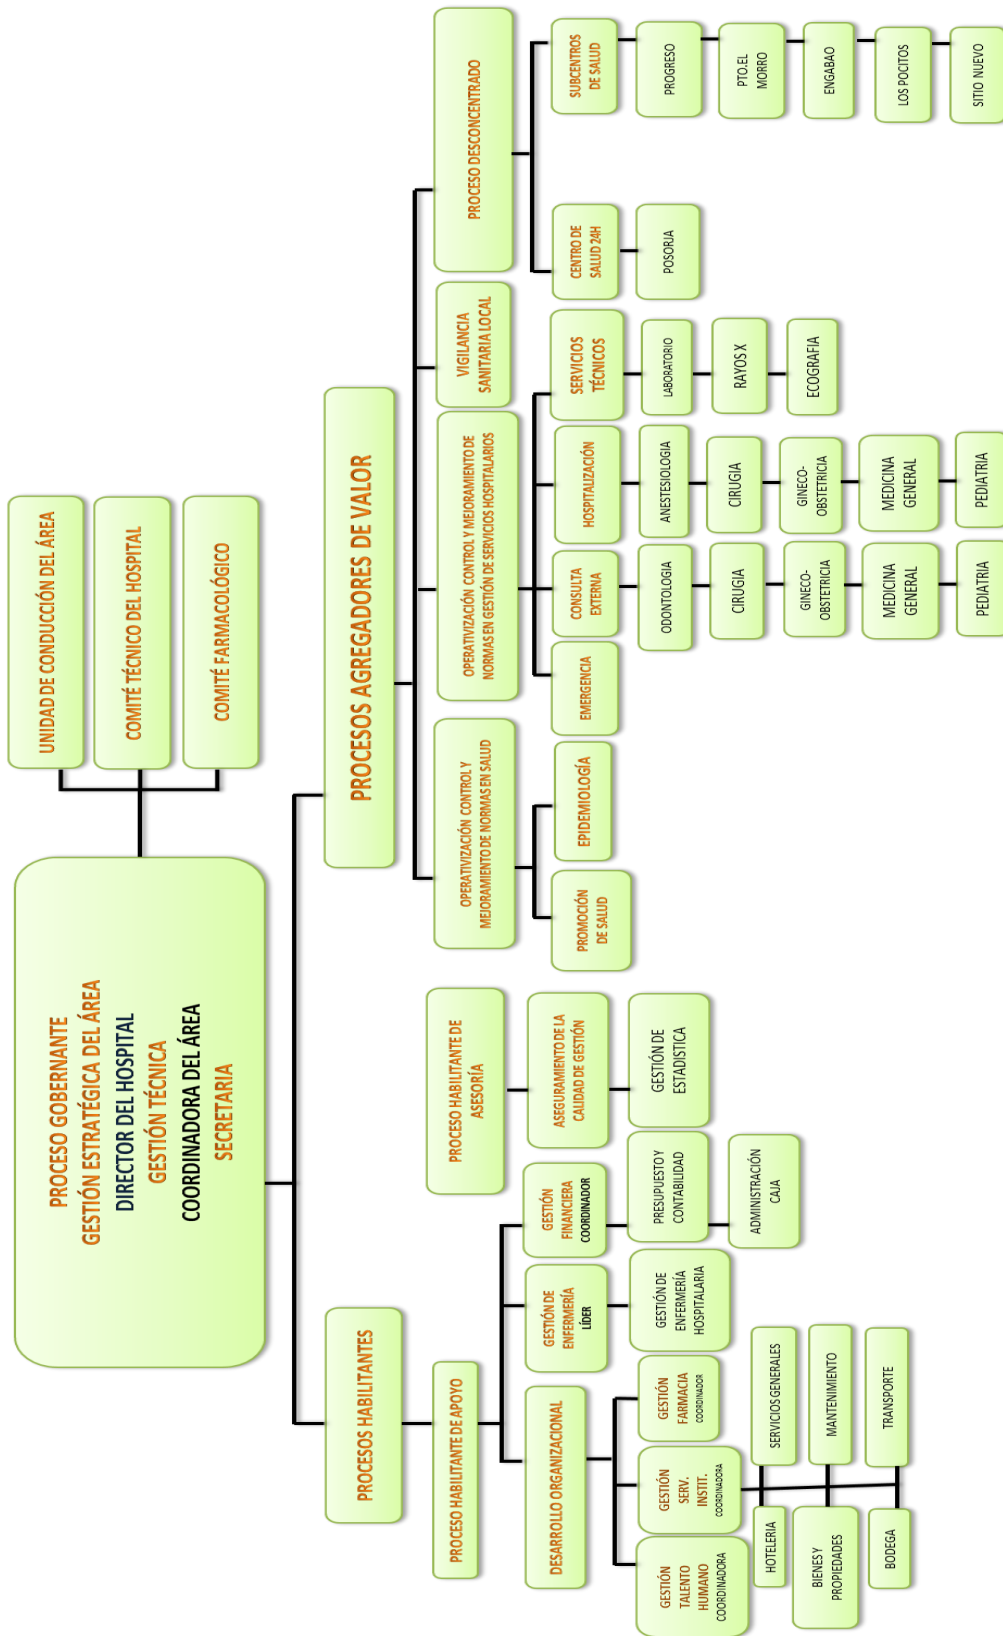 PROCESO GOBERNANTE
GESTIÓN ESTRATÉGICA DEL ÁREA
DIRECTOR DEL HOSPITAL
GESTIÓN TÉCNICA
COORDINADORA DEL ÁREA
SECRETARIA
UNIDAD DE CONDUCCIÓN DEL ÁREA
COMITÉ TÉCNICO DEL HOSPITAL
COMITÉ FARMACOLÓGICO
PROCESOS HABILITANTES
PROCESOS AGREGADORES DE VALOR
PROCESO HABILITANTE DE APOYO
PROCESO HABILITANTE DE
ASESORÍA
OPERATIVIZACIÓN CONTROL Y
MEJORAMIENTO DE NORMAS EN SALUD
OPERATIVIZACIÓN CONTROL Y MEJORAMIENTO DE
NORMAS EN GESTIÓN DE SERVICIOS HOSPITALARIOS
VIGILANCIA
SANITARIA LOCAL
PROCESO DESCONCENTRADO
DESARROLLO ORGANIZACIONAL
GESTIÓN DE
ENFERMERÍA
LÍDER
GESTIÓN
FINANCIERA
COORDINADOR
ASEGURAMIENTO DE LA
CALIDAD DE GESTIÓN
PROMOCIÓN
DE SALUD
EPIDEMIOLOGÍA
EMERGENCIA
CONSULTA
EXTERNA
HOSPITALIZACIÓN
SERVICIOS
TÉCNICOS
CENTRO DE
SALUD 24H
SUBCENTROS
DE SALUD
GESTIÓN
TALENTO
HUMANO
COORDINADORA
GESTIÓN
SERV.
INSTIT.
COORDINADORA
GESTIÓN
FARMACIA
COORDINADOR
GESTIÓN DE
ENFERMERÍA
HOSPITALARIA
PRESUPUESTO Y
CONTABILIDAD
GESTIÓN DE
ESTADISTICA
ODONTOLOGIA
ANESTESIOLOGIA
LABORATORIO
POSORJA
PROGRESO
ADMINISTRACIÓN
CAJA
CIRUGIA
CIRUGIA
RAYOS X
PTO.EL
MORRO
HOTELERIA
SERVICIOS GENERALES
GINECO-
OBSTETRICIA
GINECO-
OBSTETRICIA
ECOGRAFIA
ENGABAO
BIENES Y
PROPIEDADES
MANTENIMIENTO
MEDICINA
GENERAL
MEDICINA
GENERAL
LOS POCITOS
BODEGA
TRANSPORTE
PEDIATRIA
PEDIATRIA
SITIO NUEVO